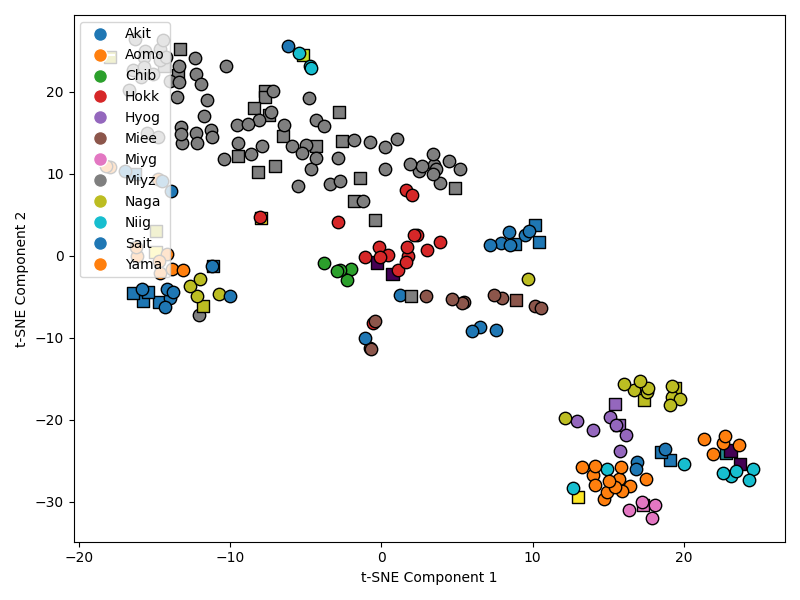 Akit
Aomo
Chib
Hokk
Hyog
Miee
Miyg
Miyz
Naga
Niig
Sait
Yama
t-SNE Component 2
20
10
0
−10
−20
−30
−20
−10
0
10
20
t-SNE Component 1